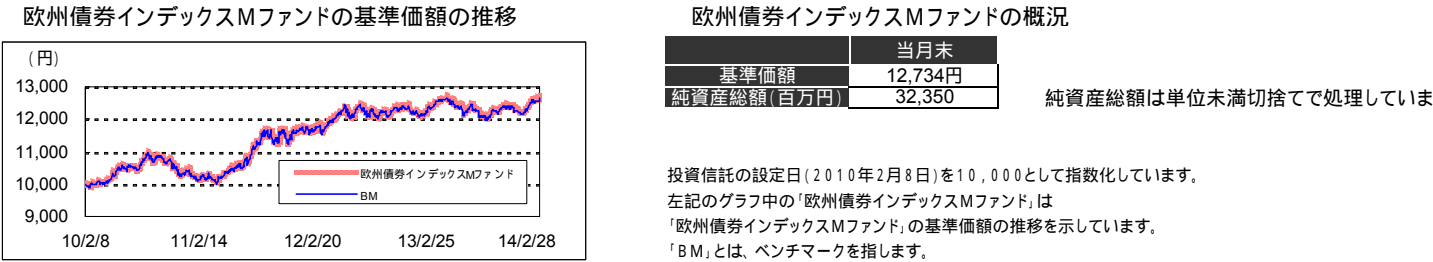 欧州債券インデックスMファンドの基準価額の推移
(円)
13,000
12,000
11,000
10,000
9,000
欧州債券インデックスMファンド
BM
10/2/8 11/2/14 12/2/20 13/2/25 14/2/28
欧州債券インデックスMファンドの概況
当月末
基準価額 12,734円
純資産総額(百万円) 32,350
純資産総額は単位未満切捨てで処理していま
投資信託の設定日(2010年2月8日)を10,000として指数化しています。
左記のグラフ中の「欧州債券インデックスMファンド」は
「欧州債券インデックスMファンド」の基準価額の推移を示しています。
「BM」とは、ベンチマークを指します。